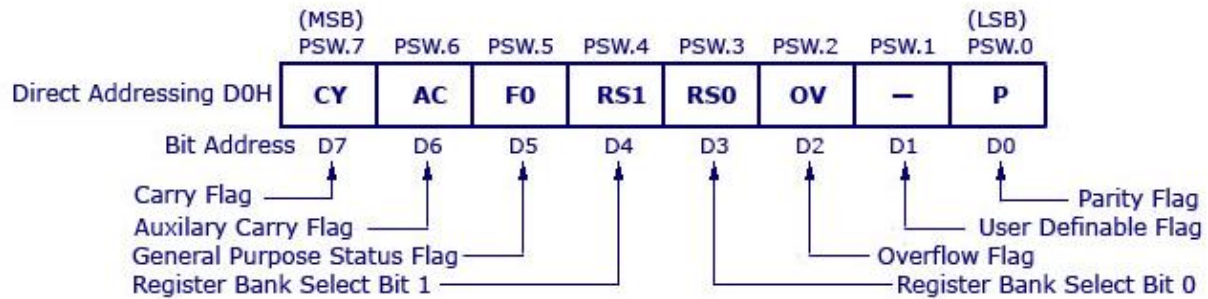 (MSB) (LSB)
PSW.7 PSW.6 PSW.5 PSW.4 PSW.3 PSW.2 PSW.1 PSW.0
Direct Addressing D0H CY AC F0 RS1 RS0 OV — P
Bit Address D7 D6 D5 D4 D3 D2 D1 D0
Carry Flag Parity Flag
Auxilary Carry Flag User Definable Flag
General Purpose Status Flag Overflow Flag
Register Bank Select Bit 1 Register Bank Select Bit 0